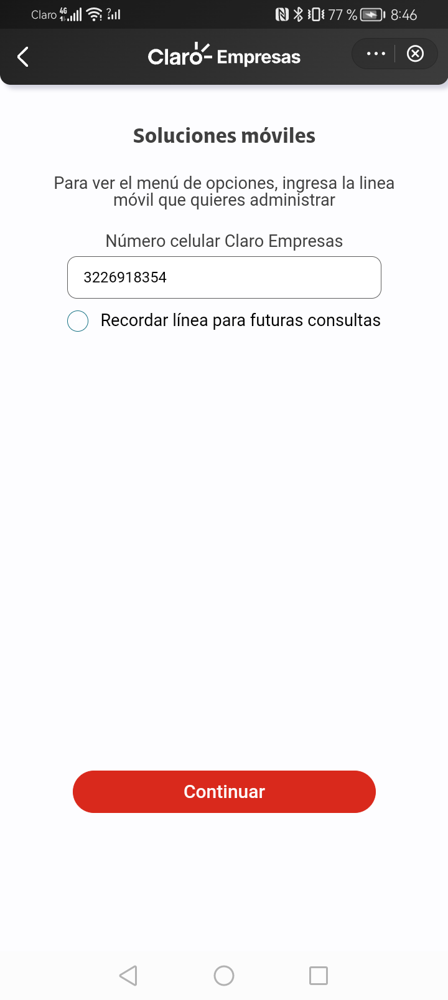 Claro 4G ? 77 % 8:46
Claro- Empresas
Soluciones móviles
Para ver el menú de opciones, ingresa la linea
móvil que quieres administrar
Número celular Claro Empresas
3226918354
Recordar línea para futuras consultas
Continuar